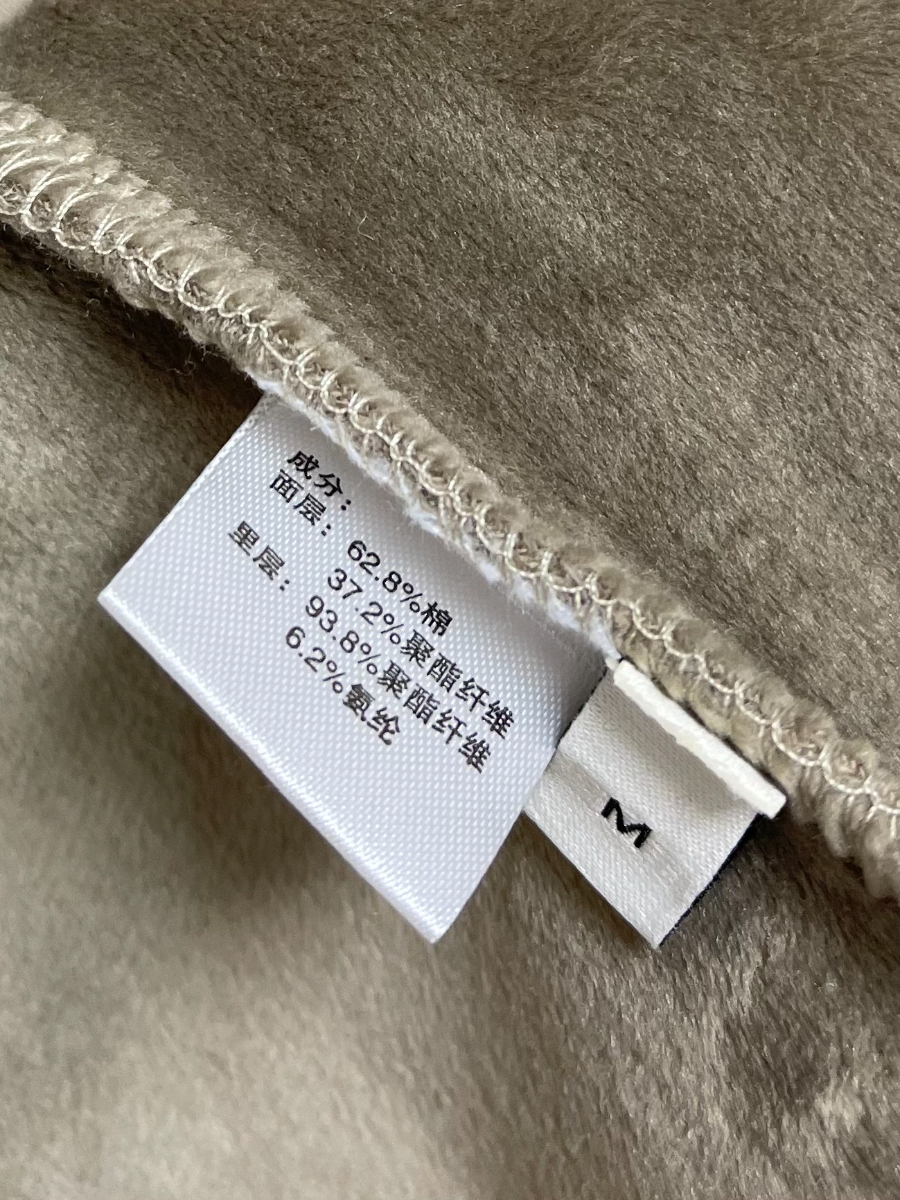 成分：
面层： 62.8%棉
37.2%聚酯纤维
里层： 93.8%聚酯纤维
6.2%氨纶
M